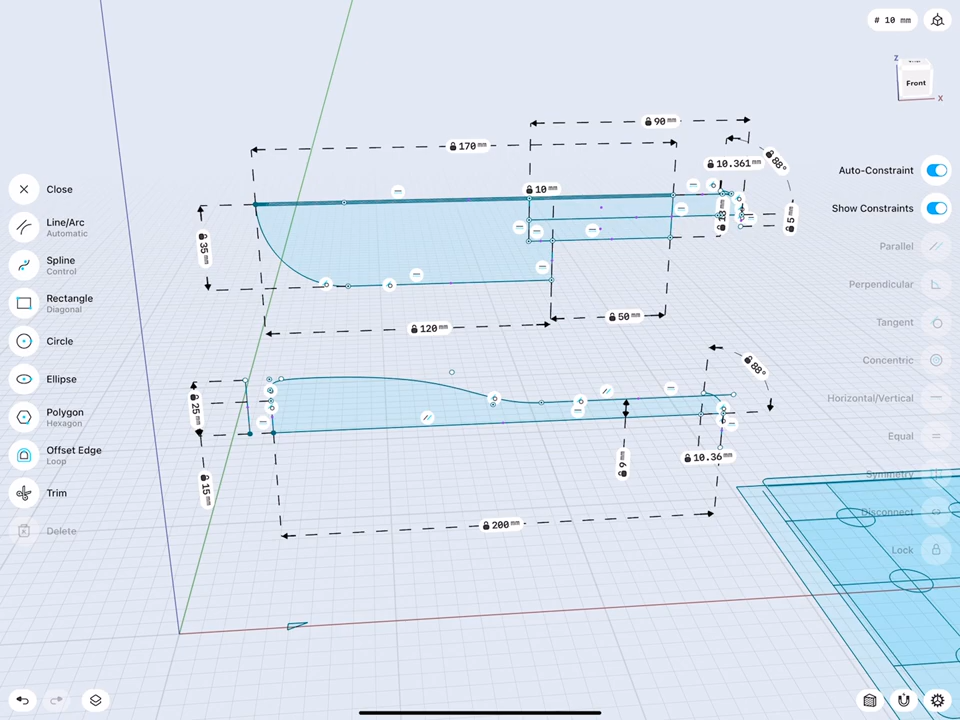 # 10 mm
Z
Front
X
90 mm
170 mm
10.361 mm
88°
10 mm
35 mm
5 mm
120 mm
50 mm
88°
25 mm
15 mm
9 mm
10.36 mm
200 mm
Close
Line/Arc
Automatic
Spline
Control
Rectangle
Diagonal
Circle
Ellipse
Polygon
Hexagon
Offset Edge
Loop
Trim
Delete
Auto-Constraint
Show Constraints
Parallel
Perpendicular
Tangent
Concentric
Horizontal/Vertical
Equal
Symmetry
Disconnect
Lock